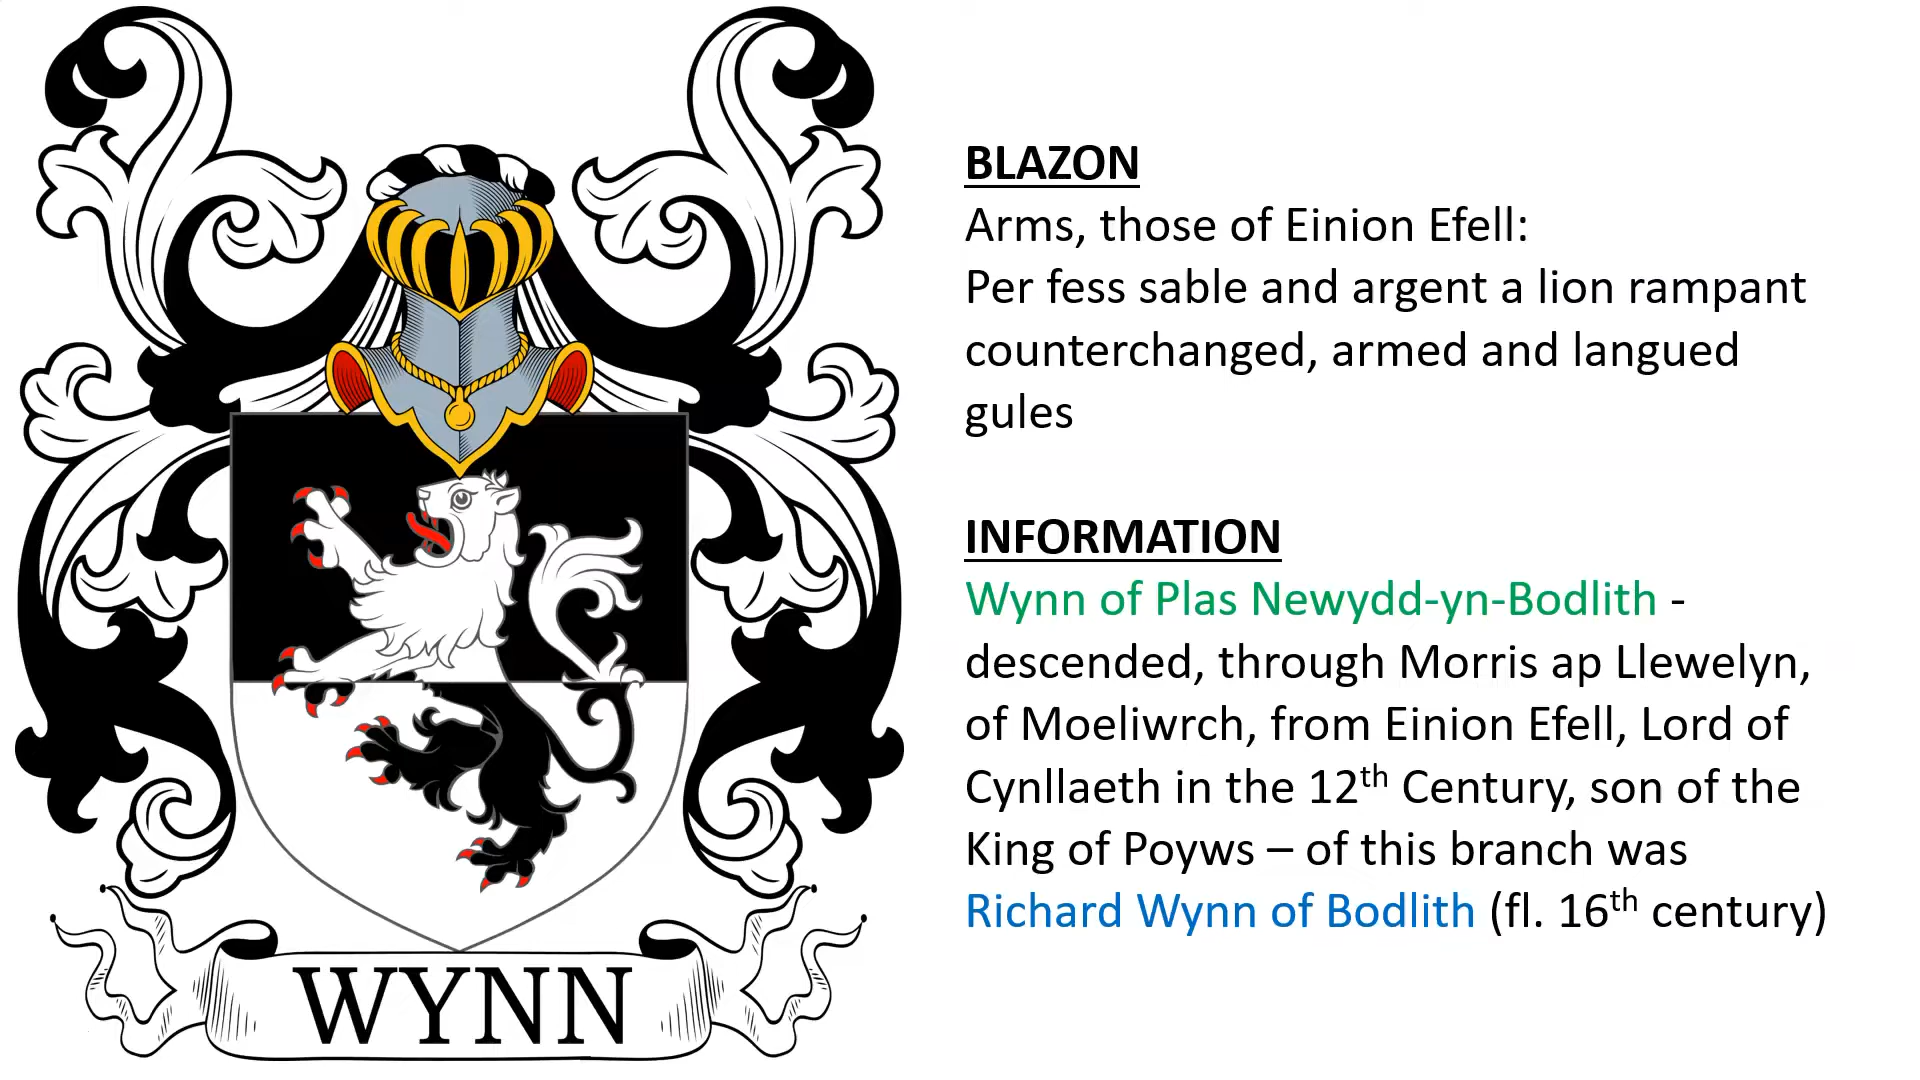 BLAZON
Arms, those of Einion Efell:
Per fess sable and argent a lion rampant
counterchanged, armed and langued
gules
INFORMATION
Wynn of Plas Newydd-yn-Bodlith -
descended, through Morris ap Llewelyn,
of Moeliwrch, from Einion Efell, Lord of
Cynllaeth in the 12th Century, son of the
King of Poyws – of this branch was
Richard Wynn of Bodlith (fl. 16th century)
WYNN